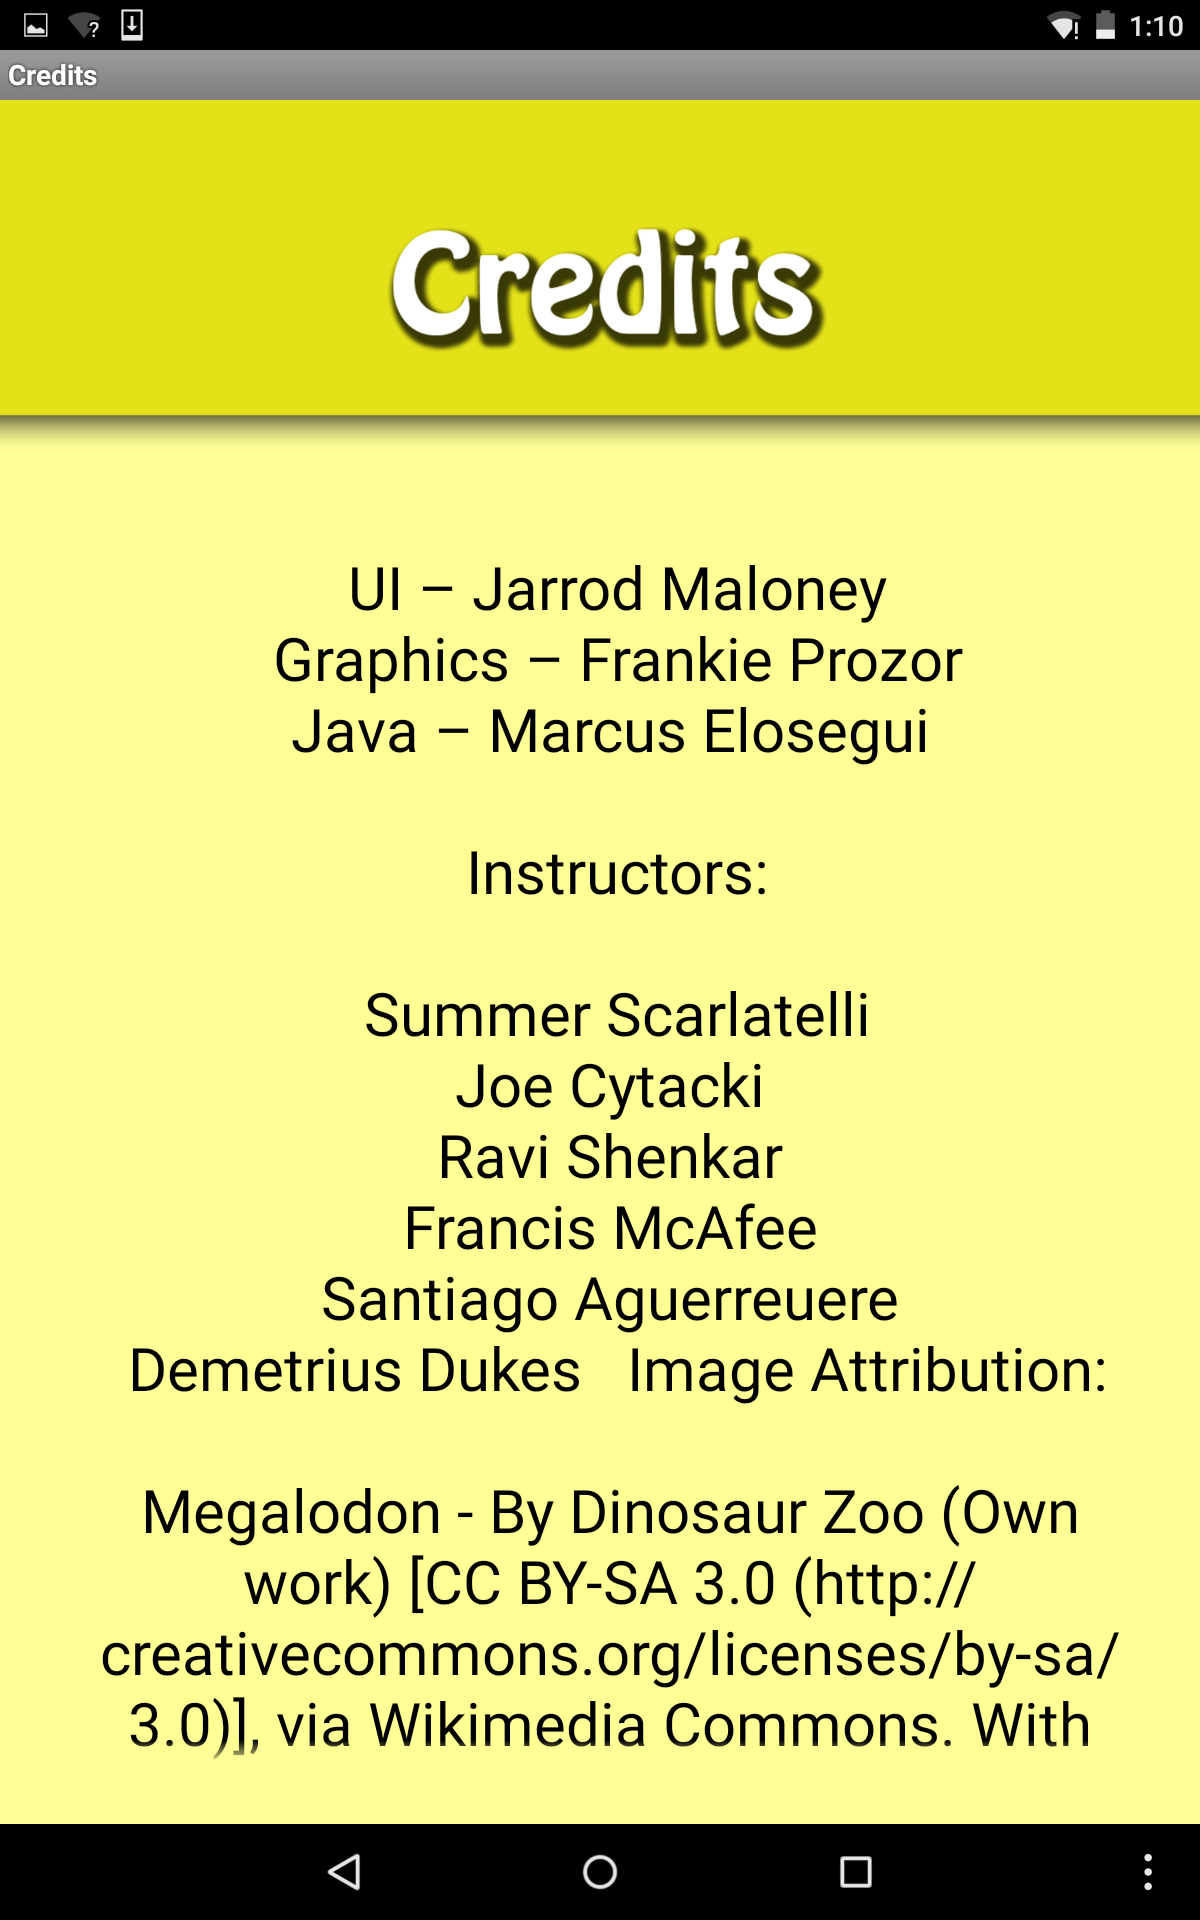 1:10
Credits
Credits
UI – Jarrod Maloney
Graphics – Frankie Prozor
Java – Marcus Elosegui
Instructors:
Summer Scarlatelli
Joe Cytacki
Ravi Shenkar
Francis McAfee
Santiago Aguerreuere
Demetrius Dukes   Image Attribution:
Megalodon - By Dinosaur Zoo (Own
work) [CC BY-SA 3.0 (http://
creativecommons.org/licenses/by-sa/
3.0)], via Wikimedia Commons. With